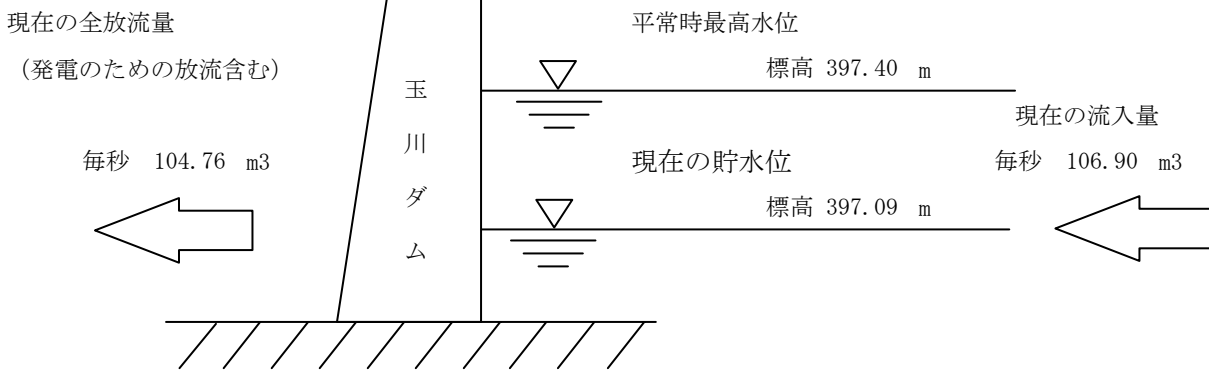 現在の全放流量
（発電のための放流含む）
毎秒 104.76 m3
玉川ダム
平常時最高水位
標高 397.40 m
現在の貯水位
標高 397.09 m
現在の流入量
毎秒 106.90 m3